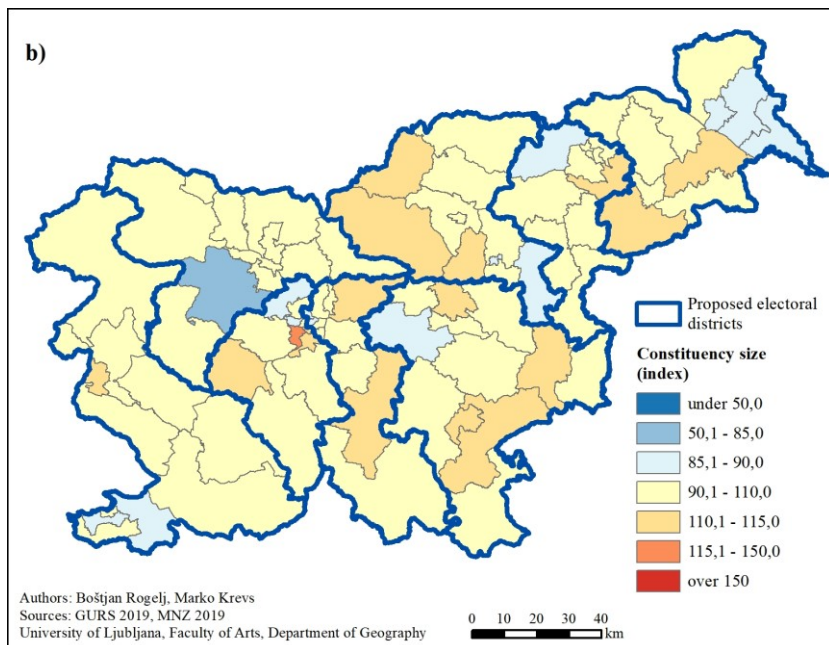 b)
Proposed electoral
districts
Constituency size
(index)
under 50,0
50,1 - 85,0
85,1 - 90,0
90,1 - 110,0
110,1 - 115,0
115,1 - 150,0
over 150
Authors: Boštjan Rogelj, Marko Krevs
Sources: GURS 2019, MNZ 2019
University of Ljubljana, Faculty of Arts, Department of Geography
0 10 20 30 40
km